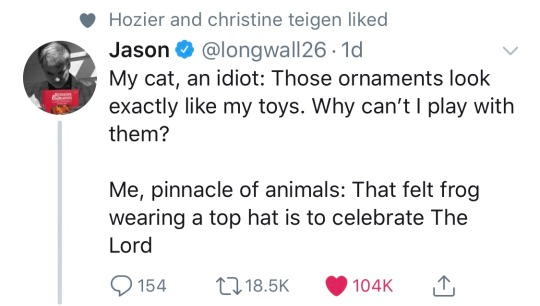 Hozier and christine teigen liked
Jason @longwall26 · 1d
My cat, an idiot: Those ornaments look
exactly like my toys. Why can’t I play with
them?
Me, pinnacle of animals: That felt frog
wearing a top hat is to celebrate The
Lord
154 18.5K 104K